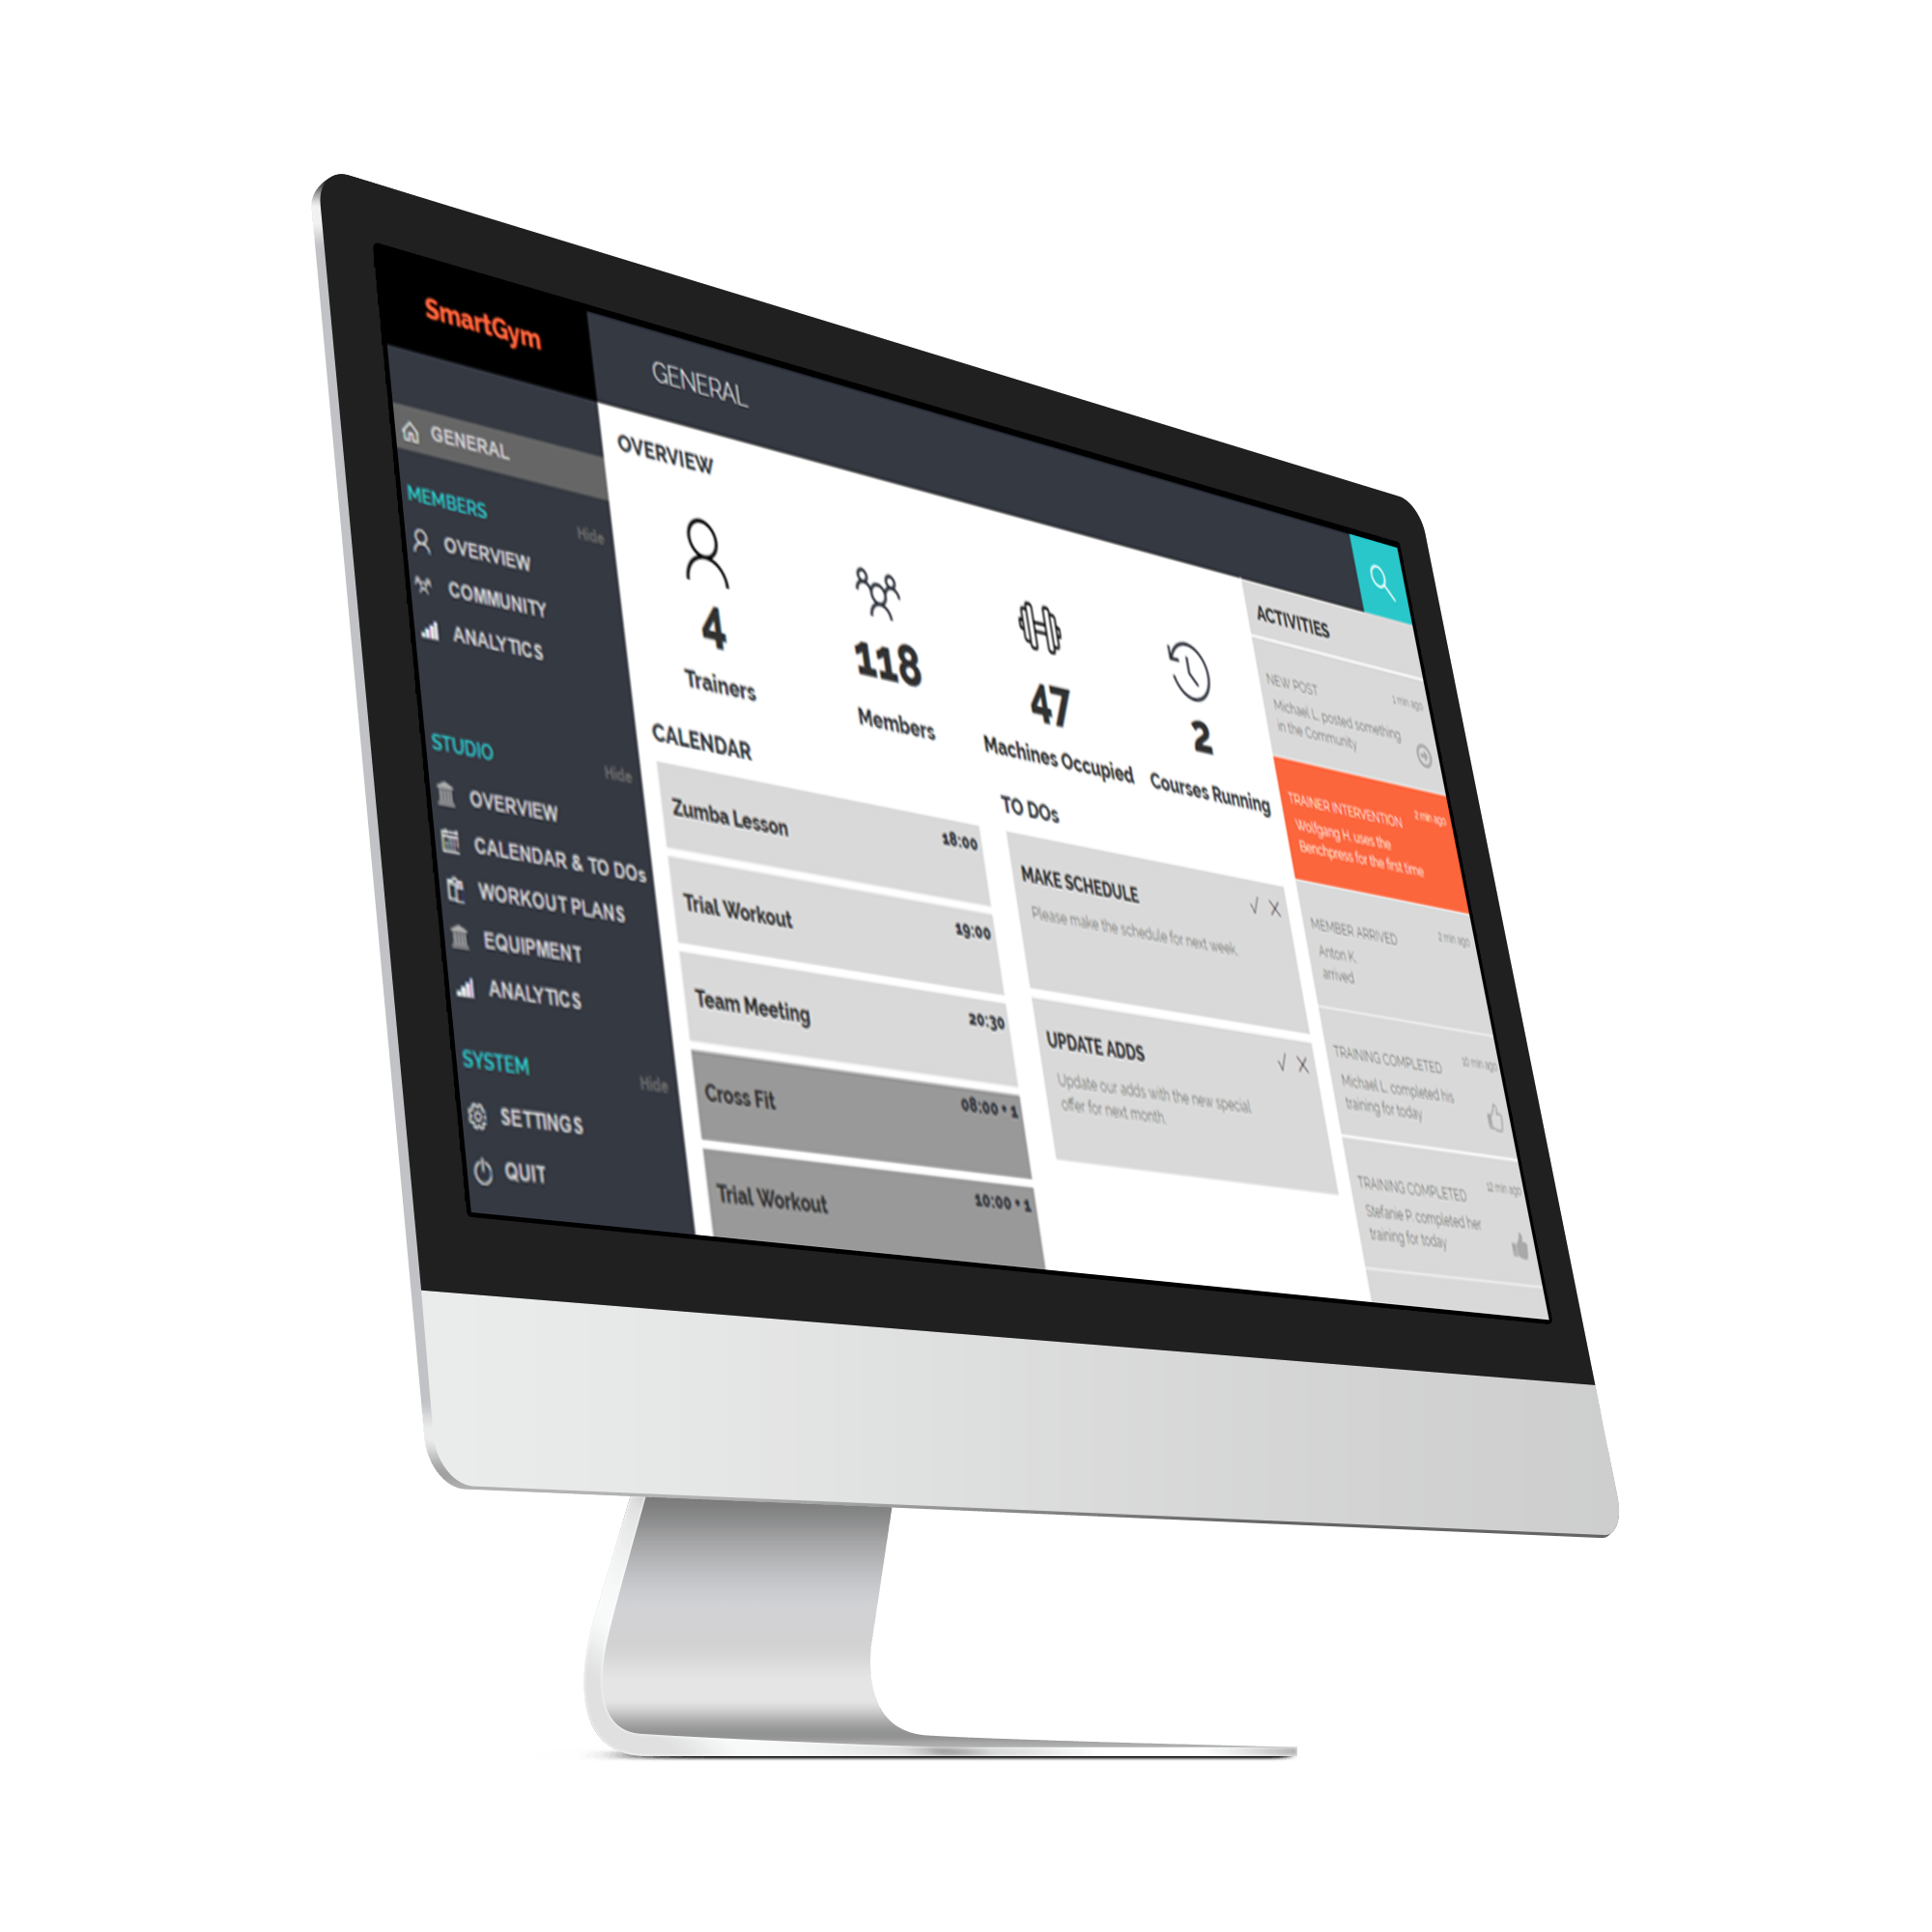 SmartGym
GENERAL
GENERAL
MEMBERS
Hide
OVERVIEW
COMMUNITY
ANALYTICS
STUDIO
Hide
OVERVIEW
CALENDAR & TO DOs
WORKOUT PLANS
EQUIPMENT
ANALYTICS
SYSTEM
Hide
SETTINGS
QUIT
OVERVIEW
4
Trainers
118
Members
47
Machines Occupied
2
Courses Running
CALENDAR
Zumba Lesson 18:00
Trial Workout 19:00
Team Meeting 20:30
Cross Fit 08:00 +1
Trial Workout 10:00 +1
TO DOs
MAKE SCHEDULE √ X
Please make the schedule for next week.
UPDATE ADDS √ X
Update our adds with the new special
offer for next month.
ACTIVITIES
NEW POST 1 min ago
Michael L. posted something
in the Community
TRAINER INTERVENTION 2 min ago
Wolfgang H. uses the
Benchpress for the first time
MEMBER ARRIVED 2 min ago
Anton K.
arrived
TRAINING COMPLETED 10 min ago
Michael L. completed his
training for today
TRAINING COMPLETED 12 min ago
Stefanie P. completed her
training for today